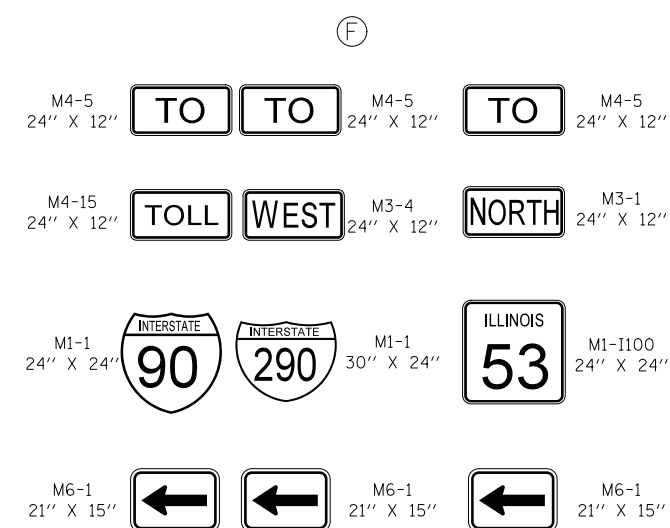 F
M4-5
24'' X 12''
TO
TO
M4-5
24'' X 12''
TO
M4-5
24'' X 12''
M4-15
24'' X 12''
TOLL
WEST
M3-4
24'' X 12''
NORTH
M3-1
24'' X 12''
M1-1
24'' X 24''
INTERSTATE
90
INTERSTATE
290
M1-1
30'' X 24''
ILLINOIS
53
M1-I100
24'' X 24''
M6-1
21'' X 15''
M6-1
21'' X 15''
M6-1
21'' X 15''